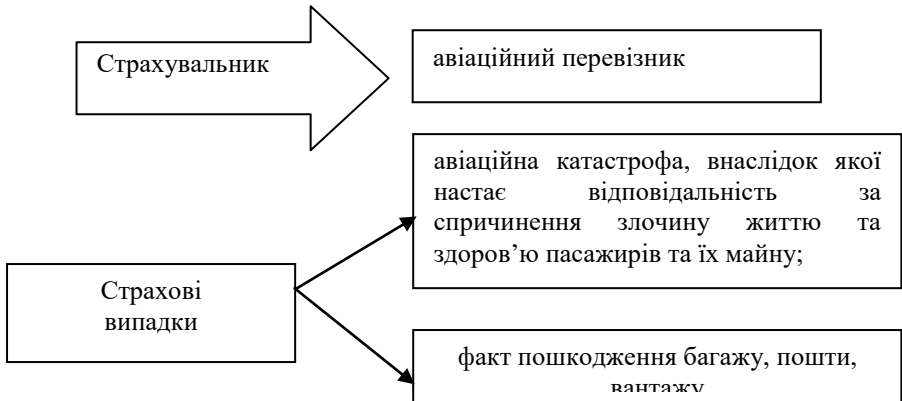 Страхувальник
авіаційний перевізник
авіаційна катастрофа, внаслідок якої
настає відповідальність за
спричинення злочину життю та
здоров’ю пасажирів та їх майну;
Страхові
випадки
факт пошкодження багажу, пошти,
вантажу